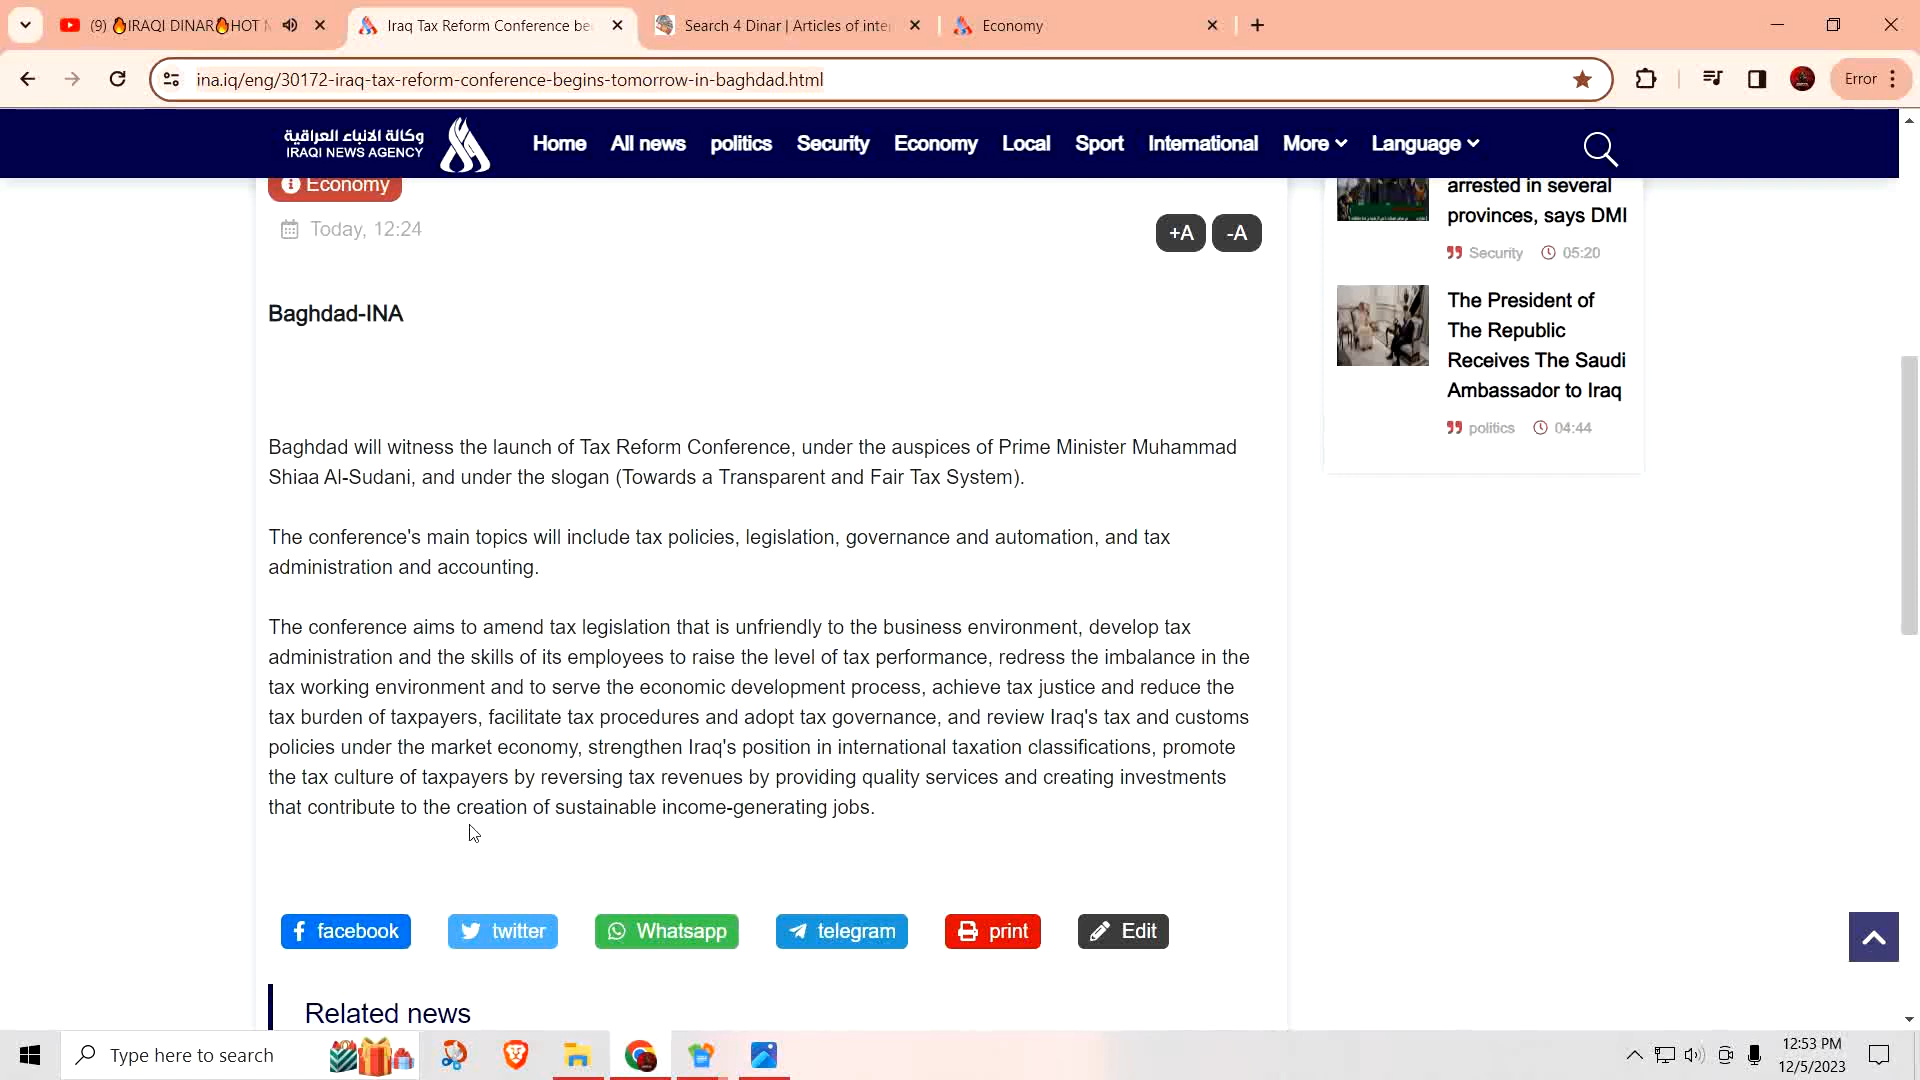 (9) 🔥IRAQI DINAR🔥HOT
Iraq Tax Reform Conference be
Search 4 Dinar | Articles of inte
Economy
ina.iq/eng/30172-iraq-tax-reform-conference-begins-tomorrow-in-baghdad.html
Error
وكالة الانباء العراقية
IRAQI NEWS AGENCY
Home All news politics Security Economy Local Sport International More Language
Economy
Today, 12:24
+A -A
arrested in several
provinces, says DMI
Security 05:20
The President of
The Republic
Receives The Saudi
Ambassador to Iraq
politics 04:44
Baghdad-INA
Baghdad will witness the launch of Tax Reform Conference, under the auspices of Prime Minister Muhammad
Shiaa Al-Sudani, and under the slogan (Towards a Transparent and Fair Tax System).
The conference's main topics will include tax policies, legislation, governance and automation, and tax
administration and accounting.
The conference aims to amend tax legislation that is unfriendly to the business environment, develop tax
administration and the skills of its employees to raise the level of tax performance, redress the imbalance in the
tax working environment and to serve the economic development process, achieve tax justice and reduce the
tax burden of taxpayers, facilitate tax procedures and adopt tax governance, and review Iraq's tax and customs
policies under the market economy, strengthen Iraq's position in international taxation classifications, promote
the tax culture of taxpayers by reversing tax revenues by providing quality services and creating investments
that contribute to the creation of sustainable income-generating jobs.
facebook twitter Whatsapp telegram print Edit
Related news
Type here to search
12:53 PM
12/5/2023